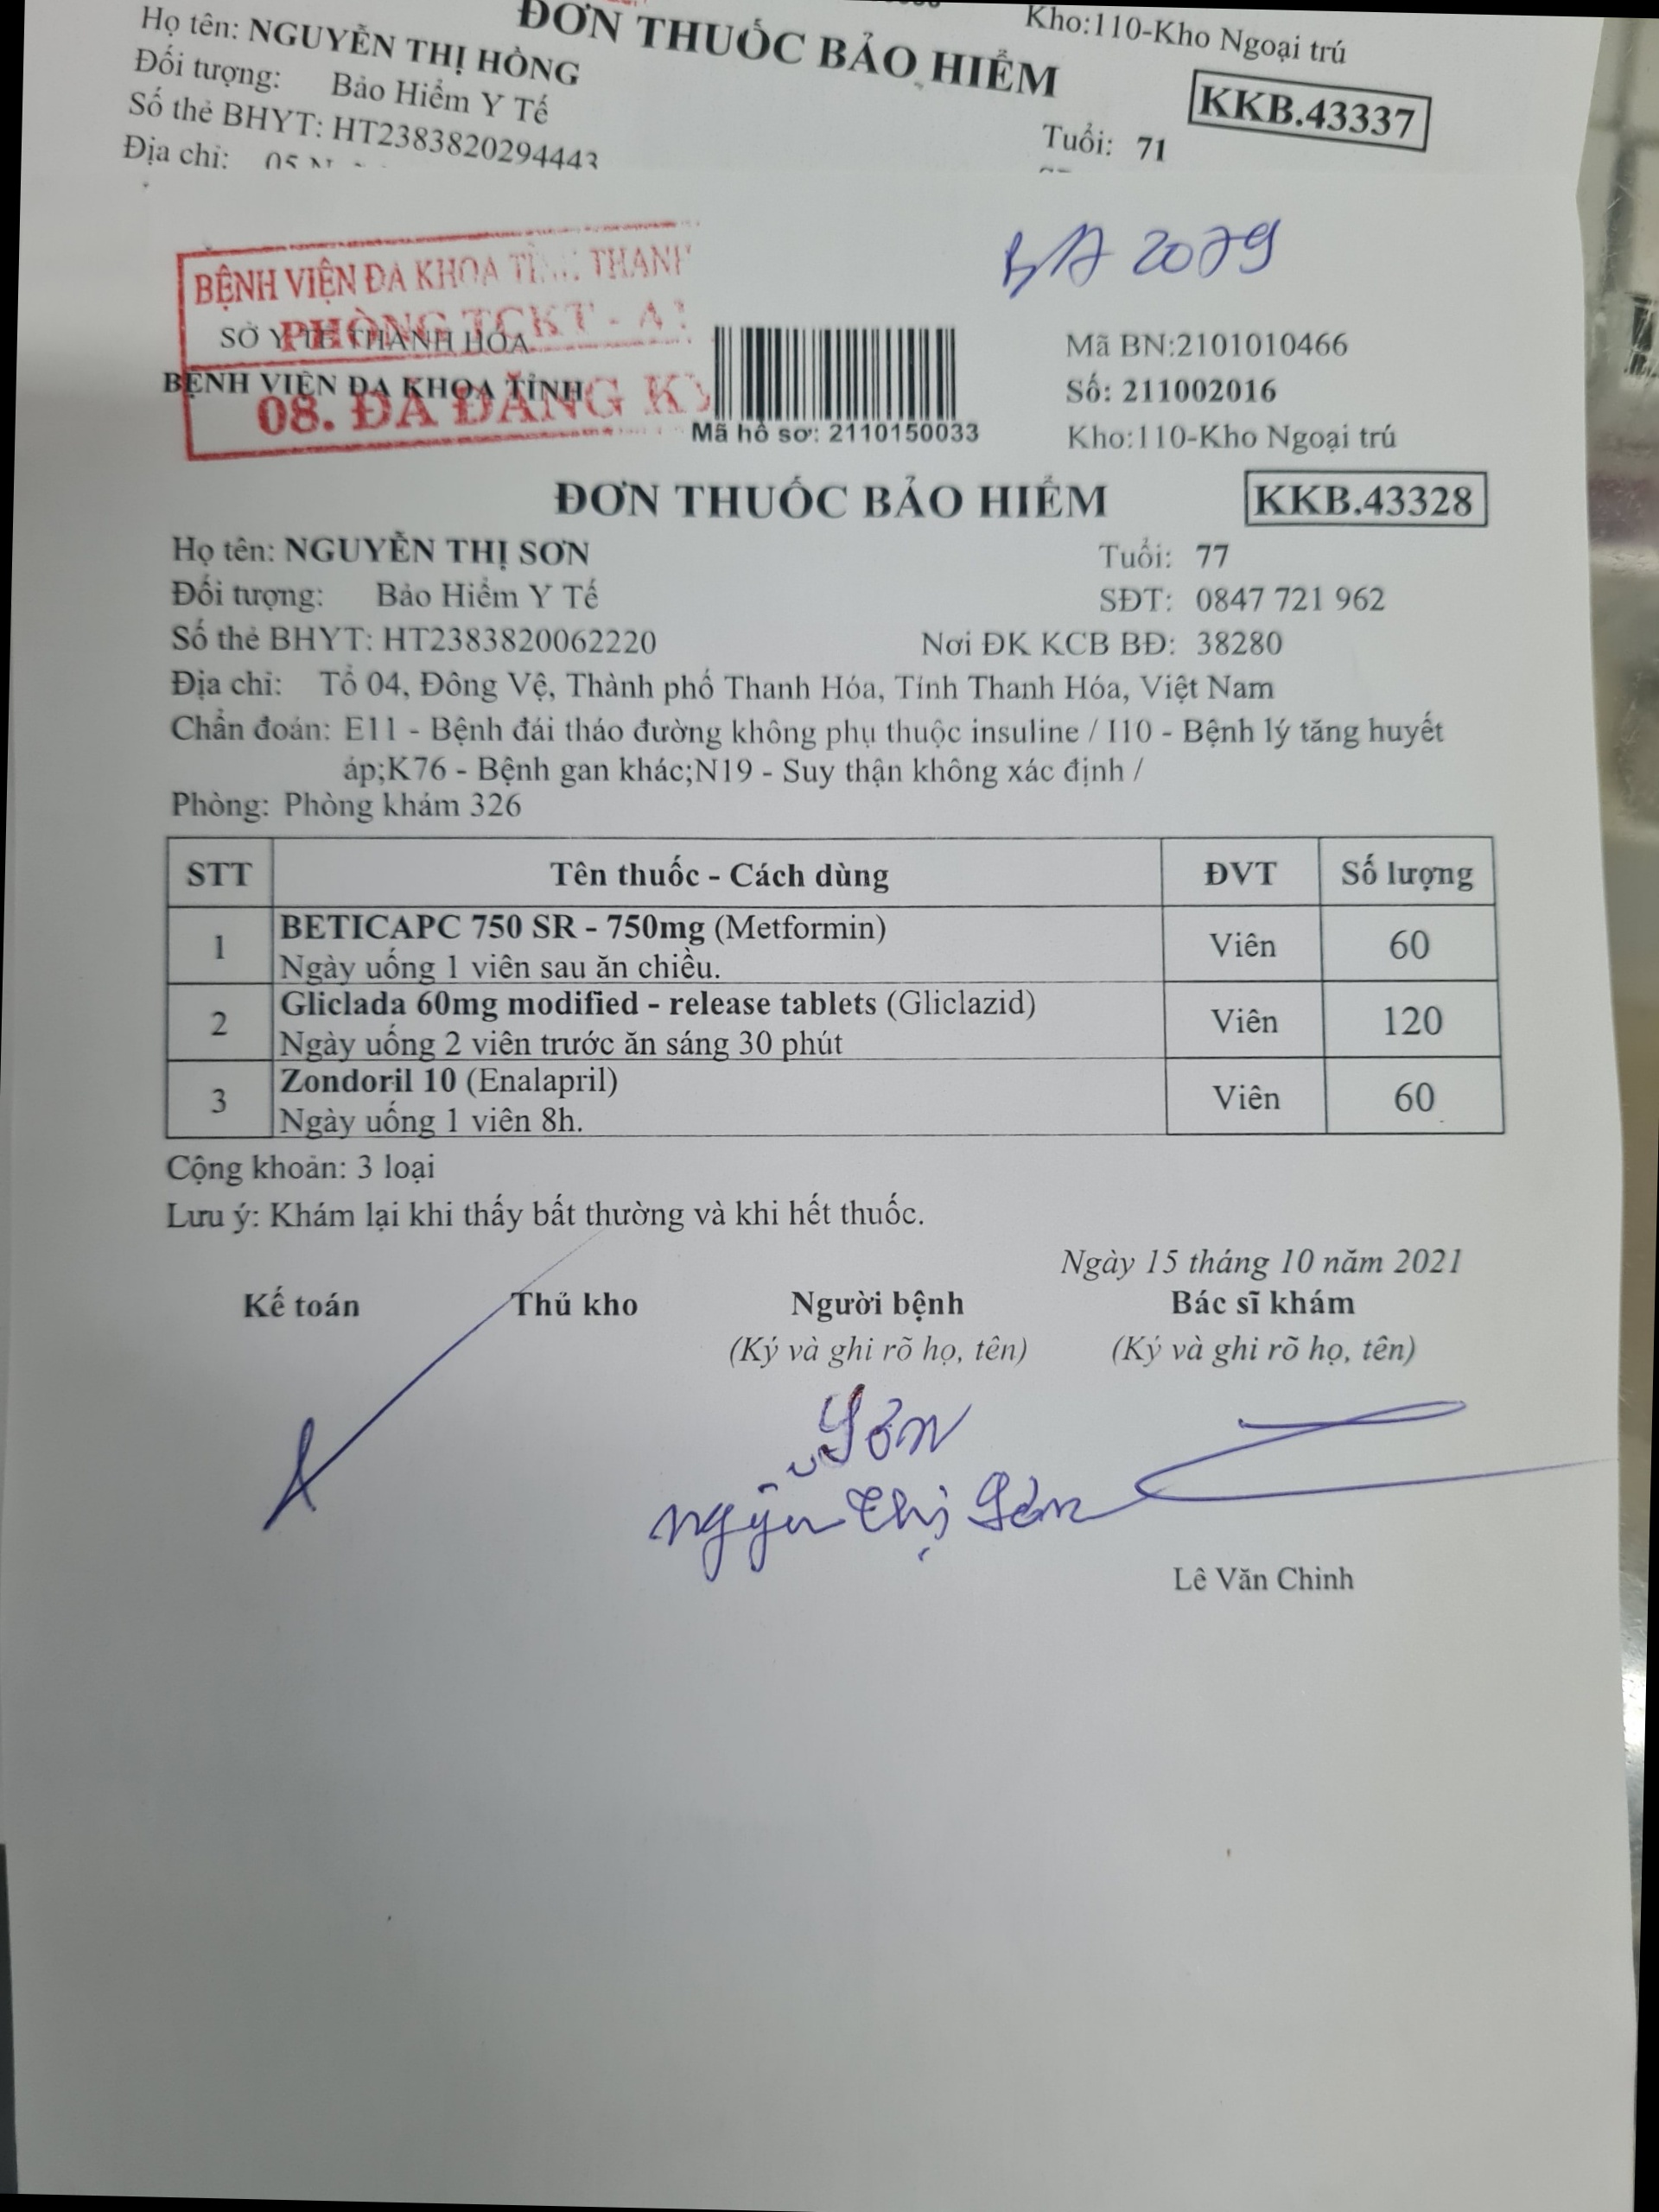 Kho:110-Kho Ngoại trú
ĐƠN THUỐC BẢO HIỂM
KKB.43337
Họ tên: NGUYỄN THỊ HỒNG
Tuổi: 71
Đối tượng: Bảo Hiểm Y Tế
Số thẻ BHYT: HT2383820294443
Địa chỉ:
BA 2079
BỆNH VIỆN ĐA KHOA THANH
PHÒNG TCKT
08. ĐÃ ĐĂNG KÝ
SỞ Y TẾ THANH HÓA
BỆNH VIỆN ĐA KHOA TỈNH
Mã hồ sơ: 2110150033
Mã BN:2101010466
Số: 211002016
Kho:110-Kho Ngoại trú
ĐƠN THUỐC BẢO HIỂM
KKB.43328
Họ tên: NGUYỄN THỊ SƠN Tuổi: 77
Đối tượng: Bảo Hiểm Y Tế SĐT: 0847 721 962
Số thẻ BHYT: HT2383820062220 Nơi ĐK KCB BĐ: 38280
Địa chỉ: Tổ 04, Đông Vệ, Thành phố Thanh Hóa, Tỉnh Thanh Hóa, Việt Nam
Chẩn đoán: E11 - Bệnh đái tháo đường không phụ thuộc insuline / I10 - Bệnh lý tăng huyết
áp;K76 - Bệnh gan khác;N19 - Suy thận không xác định /
Phòng: Phòng khám 326
STT Tên thuốc - Cách dùng ĐVT Số lượng
1 BETICAPC 750 SR - 750mg (Metformin) Viên 60
Ngày uống 1 viên sau ăn chiều.
2 Gliclada 60mg modified - release tablets (Gliclazid) Viên 120
Ngày uống 2 viên trước ăn sáng 30 phút
3 Zondoril 10 (Enalapril) Viên 60
Ngày uống 1 viên 8h.
Cộng khoản: 3 loại
Lưu ý: Khám lại khi thấy bất thường và khi hết thuốc.
Ngày 15 tháng 10 năm 2021
Kế toán Thủ kho Người bệnh Bác sĩ khám
(Ký và ghi rõ họ, tên) (Ký và ghi rõ họ, tên)
Sơn
Nguyễn Thị Sơn
Lê Văn Chinh